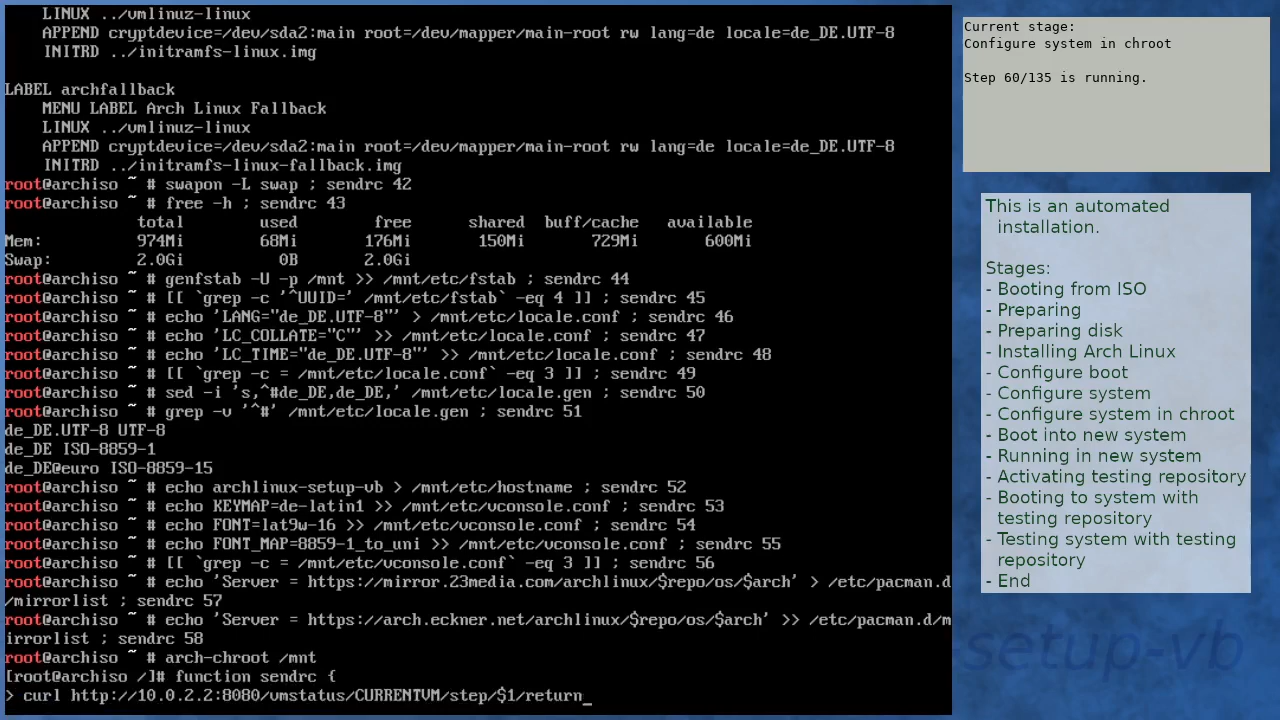 LINUX ../vmlinuz-linux
    APPEND cryptdevice=/dev/sda2:main root=/dev/mapper/main-root rw lang=de locale=de_DE.UTF-8
    INITRD ../initramfs-linux.img
LABEL archfallback
    MENU LABEL Arch Linux Fallback
    LINUX ../vmlinuz-linux
    APPEND cryptdevice=/dev/sda2:main root=/dev/mapper/main-root rw lang=de locale=de_DE.UTF-8
    INITRD ../initramfs-linux-fallback.img
root@archiso ~ # swapon -L swap ; sendrc 42
root@archiso ~ # free -h ; sendrc 43
              total        used        free      shared  buff/cache   available
Mem:          974Mi        68Mi       176Mi       150Mi       729Mi       600Mi
Swap:         2.0Gi          0B       2.0Gi
root@archiso ~ # genfstab -U -p /mnt >> /mnt/etc/fstab ; sendrc 44
root@archiso ~ # [[ `grep -c '^UUID=' /mnt/etc/fstab` -eq 4 ]] ; sendrc 45
root@archiso ~ # echo 'LANG="de_DE.UTF-8"' > /mnt/etc/locale.conf ; sendrc 46
root@archiso ~ # echo 'LC_COLLATE="C"' >> /mnt/etc/locale.conf ; sendrc 47
root@archiso ~ # echo 'LC_TIME="de_DE.UTF-8"' >> /mnt/etc/locale.conf ; sendrc 48
root@archiso ~ # [[ `grep -c = /mnt/etc/locale.conf` -eq 3 ]] ; sendrc 49
root@archiso ~ # sed -i 's,^#de_DE,de_DE,' /mnt/etc/locale.gen ; sendrc 50
root@archiso ~ # grep -v '^#' /mnt/etc/locale.gen ; sendrc 51
de_DE.UTF-8 UTF-8
de_DE ISO-8859-1
de_DE@euro ISO-8859-15
root@archiso ~ # echo archlinux-setup-vb > /mnt/etc/hostname ; sendrc 52
root@archiso ~ # echo KEYMAP=de-latin1 >> /mnt/etc/vconsole.conf ; sendrc 53
root@archiso ~ # echo FONT=lat9w-16 >> /mnt/etc/vconsole.conf ; sendrc 54
root@archiso ~ # echo FONT_MAP=8859-1_to_uni >> /mnt/etc/vconsole.conf ; sendrc 55
root@archiso ~ # [[ `grep -c = /mnt/etc/vconsole.conf` -eq 3 ]] ; sendrc 56
root@archiso ~ # echo 'Server = https://mirror.23media.com/archlinux/$repo/os/$arch' > /etc/pacman.d
/mirrorlist ; sendrc 57
root@archiso ~ # echo 'Server = https://arch.eckner.net/archlinux/$repo/os/$arch' >> /etc/pacman.d/m
irrorlist ; sendrc 58
root@archiso ~ # arch-chroot /mnt
[root@archiso /]# function sendrc {
> curl http://10.0.2.2:8080/vmstatus/CURRENTVM/step/$1/return_
Current stage:
Configure system in chroot
Step 60/135 is running.
This is an automated
installation.
Stages:
- Booting from ISO
- Preparing
- Preparing disk
- Installing Arch Linux
- Configure boot
- Configure system
- Configure system in chroot
- Boot into new system
- Running in new system
- Activating testing repository
- Booting to system with
testing repository
- Testing system with testing
repository
- End
-setup-vb